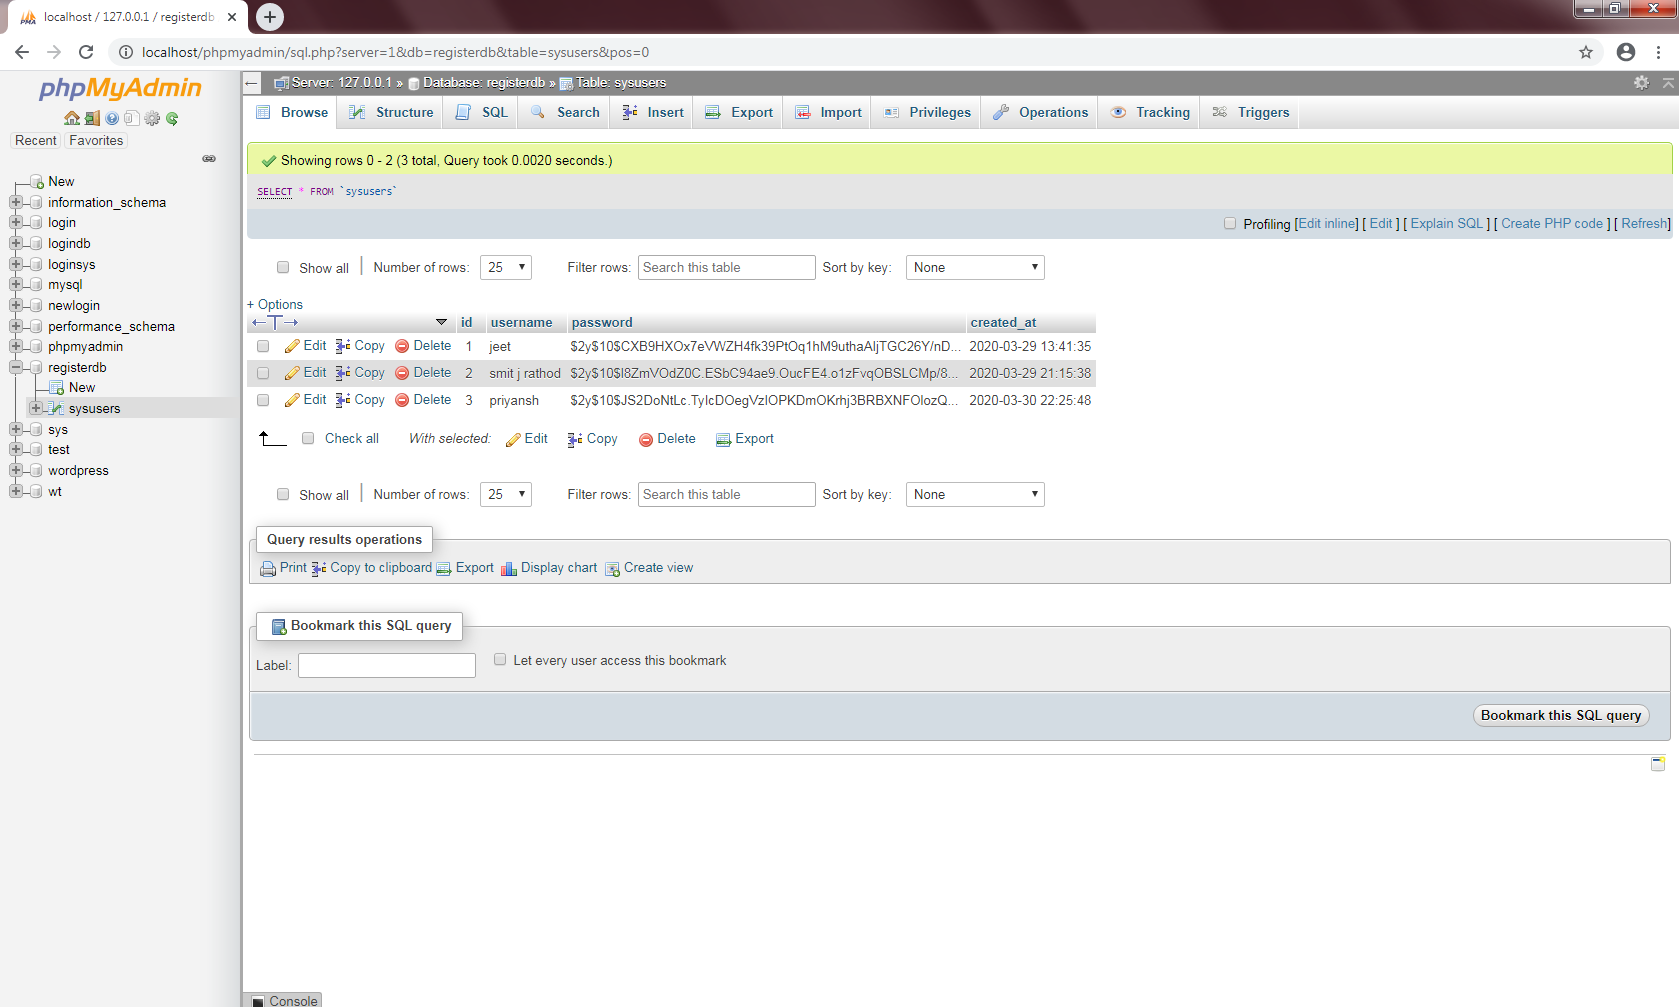 localhost / 127.0.0.1 / registerdb
localhost/phpmyadmin/sql.php?server=1&db=registerdb&table=sysusers&pos=0
phpMyAdmin
Recent Favorites
New
information_schema
login
logindb
loginsys
mysql
newlogin
performance_schema
phpmyadmin
registerdb
New
sysusers
sys
test
wordpress
wt
Server: 127.0.0.1 » Database: registerdb » Table: sysusers
Browse Structure SQL Search Insert Export Import Privileges Operations Tracking Triggers
Showing rows 0 - 2 (3 total, Query took 0.0020 seconds.)
SELECT * FROM `sysusers`
Profiling [Edit inline] [ Edit ] [ Explain SQL ] [ Create PHP code ] [ Refresh]
Show all Number of rows: 25 Filter rows: Search this table Sort by key: None
+ Options
id username password created_at
Edit Copy Delete 1 jeet $2y$10$CXB9HXOx7eVWZH4fk39PtOq1hM9uthaAljTGC26Y/nD... 2020-03-29 13:41:35
Edit Copy Delete 2 smit j rathod $2y$10$I8ZmVOdZ0C.ESbC94ae9.OucFE4.o1zFvqOBSLCMp/8... 2020-03-29 21:15:38
Edit Copy Delete 3 priyansh $2y$10$JS2DoNtLc.TylcDOegVzIOPKDmOKrhj3BRBXNFOlozQ... 2020-03-30 22:25:48
Check all With selected: Edit Copy Delete Export
Show all Number of rows: 25 Filter rows: Search this table Sort by key: None
Query results operations
Print Copy to clipboard Export Display chart Create view
Bookmark this SQL query
Label: Let every user access this bookmark
Bookmark this SQL query
Console